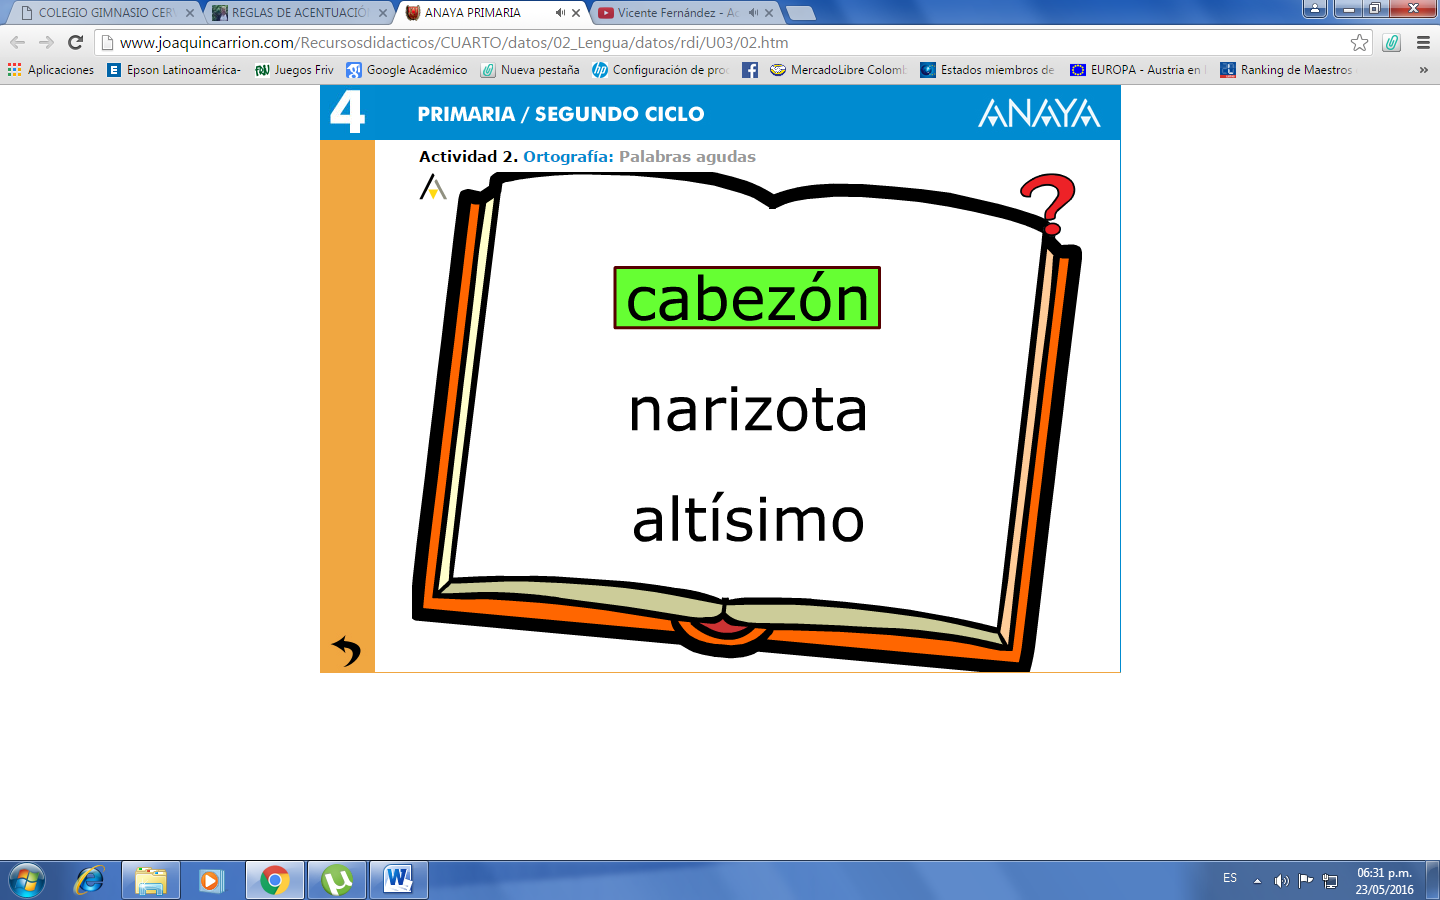 COLEGIO GIMNASIO CER
REGLAS DE ACENTUACIÓ
ANAYA PRIMARIA
Vicente Fernández - Ac
www.joaquincarrion.com/Recursosdidacticos/CUARTO/datos/02_Lengua/datos/rdi/U03/02.htm
Aplicaciones
Epson Latinoamérica-
Juegos Friv
Google Académico
Nueva pestaña
Configuración de pro
MercadoLibre Colomb
Estados miembros de
EUROPA - Austria en
Ranking de Maestros
»
4
PRIMARIA / SEGUNDO CICLO
ANAYA
Actividad 2. Ortografía: Palabras agudas
?
cabezón
narizota
altísimo
ES
06:31 p.m.
23/05/2016